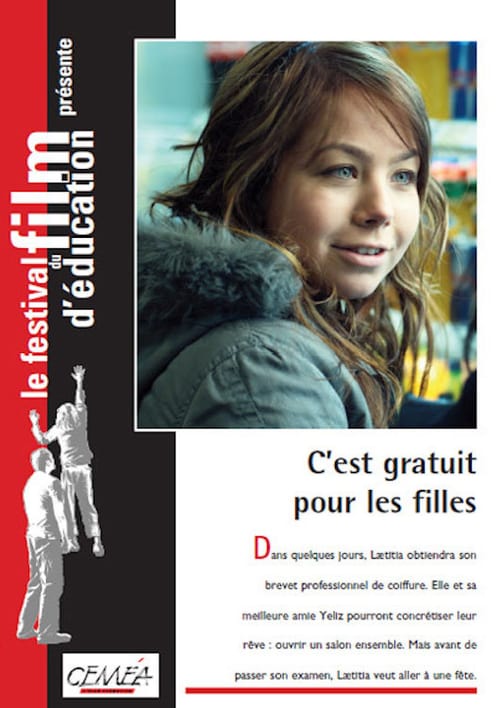 le festival
du
film
d'éducation
présente
C'est gratuit
pour les filles
Dans quelques jours, Lætitia obtiendra son
brevet professionnel de coiffure. Elle et sa
meilleure amie Yeliz pourront concrétiser leur
rêve : ouvrir un salon ensemble. Mais avant de
passer son examen, Lætitia veut aller à une fête.
CEMÉA